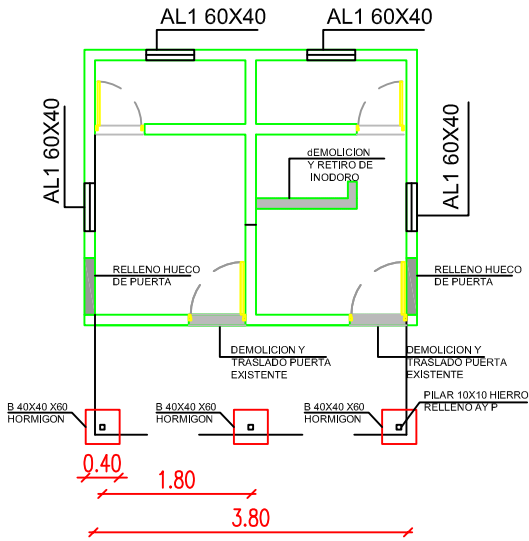 AL1 60X40
AL1 60X40
AL1 60X40
AL1 60X40
dEMOLICION
Y RETIRO DE
INODORO
RELLENO HUECO
DE PUERTA
RELLENO HUECO
DE PUERTA
DEMOLICION Y
TRASLADO PUERTA
EXISTENTE
DEMOLICION Y
TRASLADO PUERTA
EXISTENTE
B 40X40 X60
HORMIGON
B 40X40 X60
HORMIGON
B 40X40 X60
HORMIGON
PILAR 10X10 HIERRO
RELLENO AY P
0.40
1.80
3.80